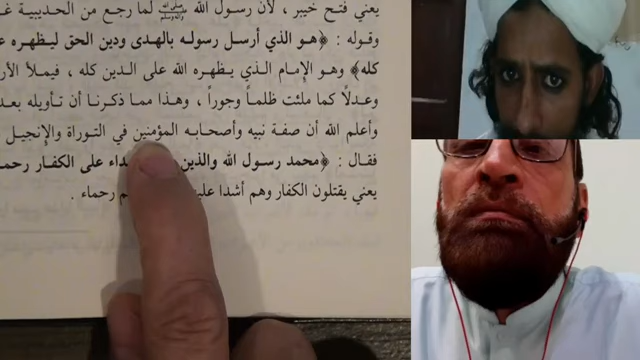 يعني فتح خيبر ، لأن رسول الله ﷺ لما رجع من الحديبية
وقوله : ﴿هو الذي أرسل رسوله بالهدى ودين الحق ليظهره
كله﴾ وهو الإمام الذي يظهره الله على الدين كله ، فيملأ
وعدلاً كما ملئت ظلماً وجوراً ، وهذا مما ذكرنا أن تأويله
وأعلم الله أن صفة نبيه وأصحابه المؤمنين في التوراة والإنجيل
فقال : ﴿محمد رسول الله والذين على الكفار
يعني يقتلون الكفار وهم أشدا رحماء .